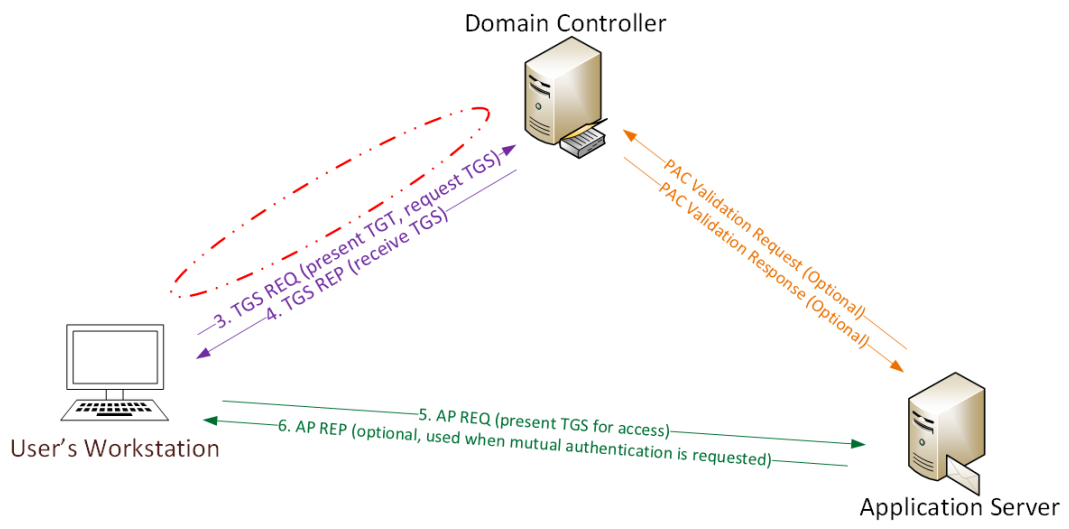 Domain Controller
3. TGS REQ (present TGT, request TGS)
4. TGS REP (receive TGS)
PAC Validation Request (Optional)
PAC Validation Response (Optional)
5. AP REQ (present TGS for access)
6. AP REP (optional, used when mutual authentication is requested)
User's Workstation
Application Server